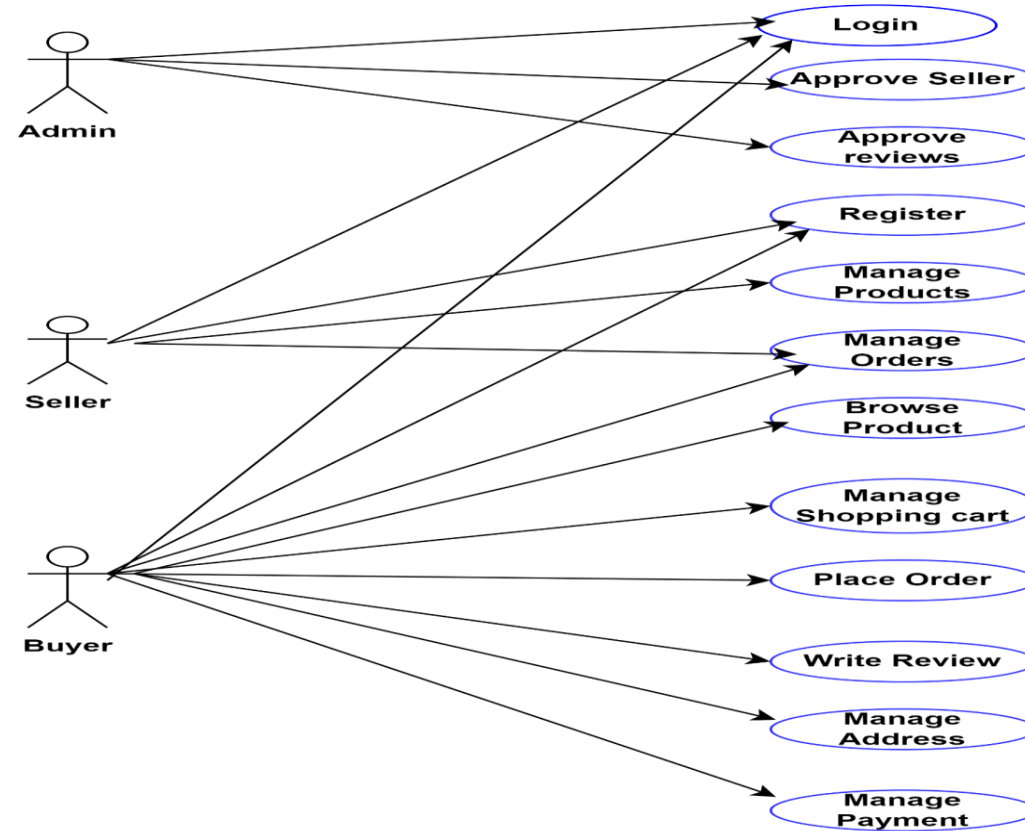 Login
Approve Seller
Admin
Approve
reviews
Register
Manage
Products
Seller
Manage
Orders
Browse
Product
Manage
Shopping cart
Place Order
Buyer
Write Review
Manage
Address
Manage
Payment